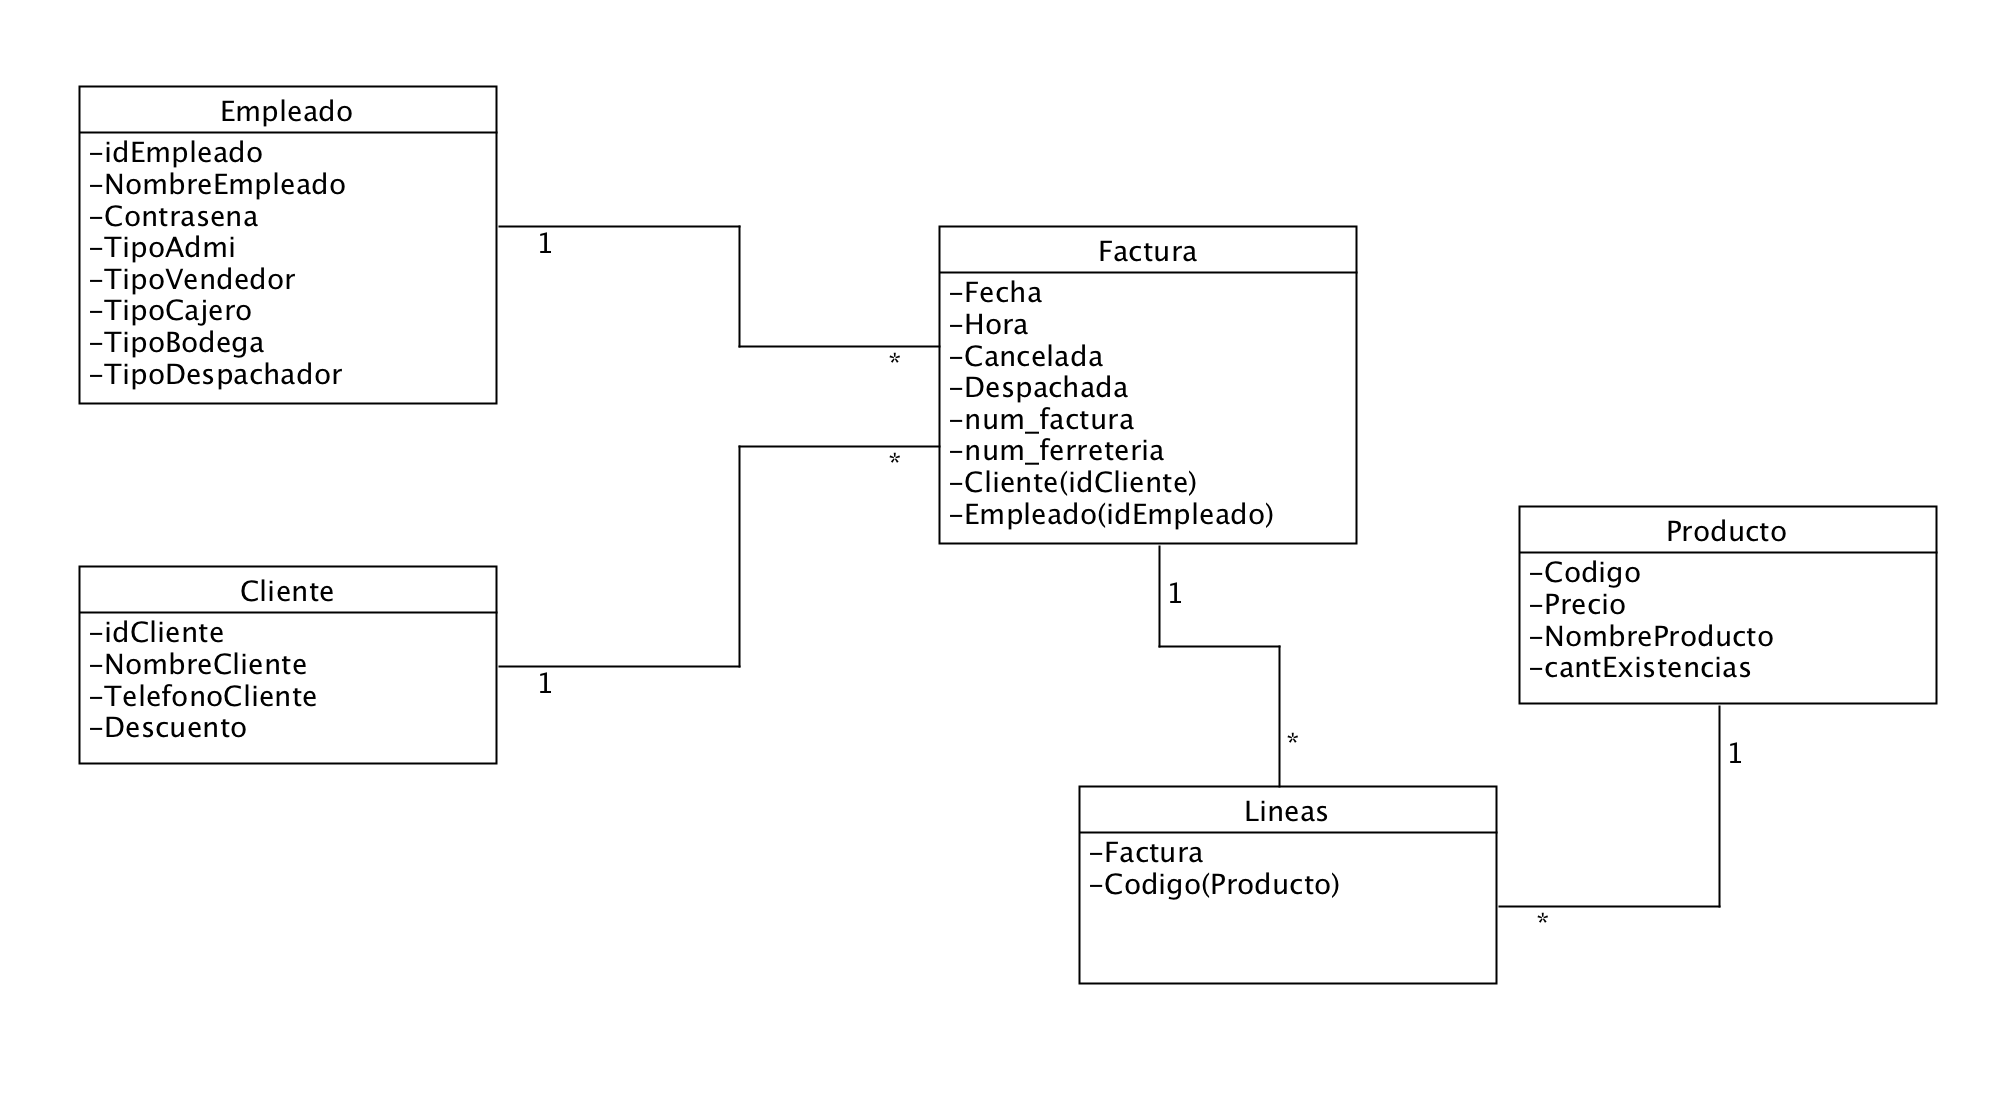 Empleado
-idEmpleado
-NombreEmpleado
-Contrasena
-TipoAdmi
-TipoVendedor
-TipoCajero
-TipoBodega
-TipoDespachador
1
*
Factura
-Fecha
-Hora
-Cancelada
-Despachada
-num_factura
-num_ferreteria
-Cliente(idCliente)
-Empleado(idEmpleado)
*
1
Cliente
-idCliente
-NombreCliente
-TelefonoCliente
-Descuento
1
*
Producto
-Codigo
-Precio
-NombreProducto
-cantExistencias
1
*
Lineas
-Factura
-Codigo(Producto)